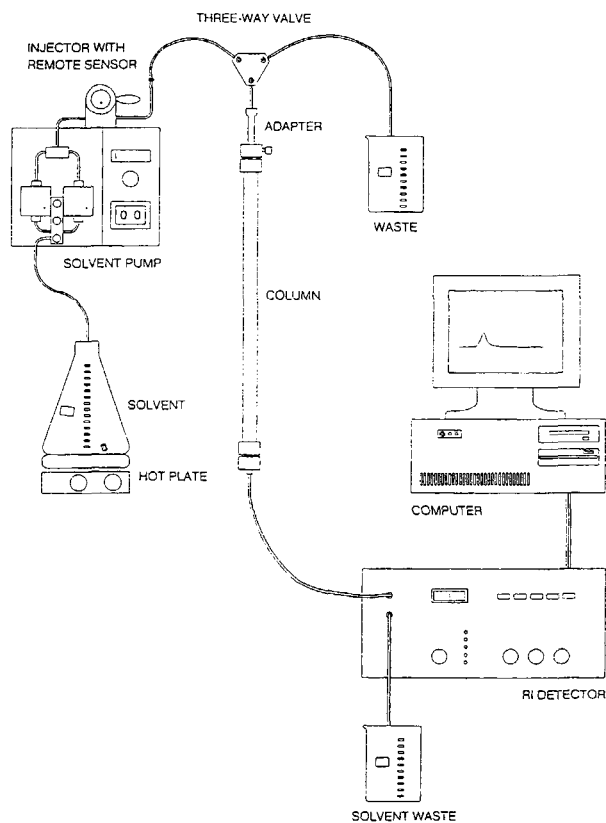 THREE-WAY VALVE
INJECTOR WITH
REMOTE SENSOR
ADAPTER
WASTE
SOLVENT PUMP
COLUMN
SOLVENT
HOT PLATE
COMPUTER
RI DETECTOR
SOLVENT WASTE